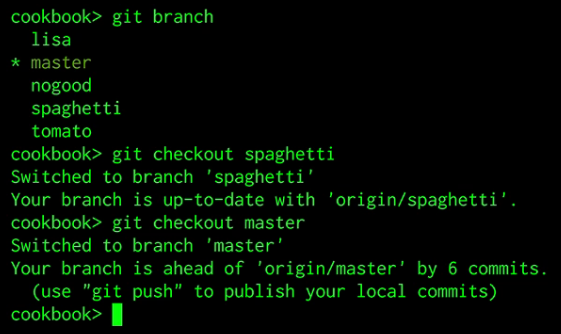 cookbook> git branch
  lisa
* master
  nogood
  spaghetti
  tomato
cookbook> git checkout spaghetti
Switched to branch 'spaghetti'
Your branch is up-to-date with 'origin/spaghetti'.
cookbook> git checkout master
Switched to branch 'master'
Your branch is ahead of 'origin/master' by 6 commits.
  (use "git push" to publish your local commits)
cookbook>